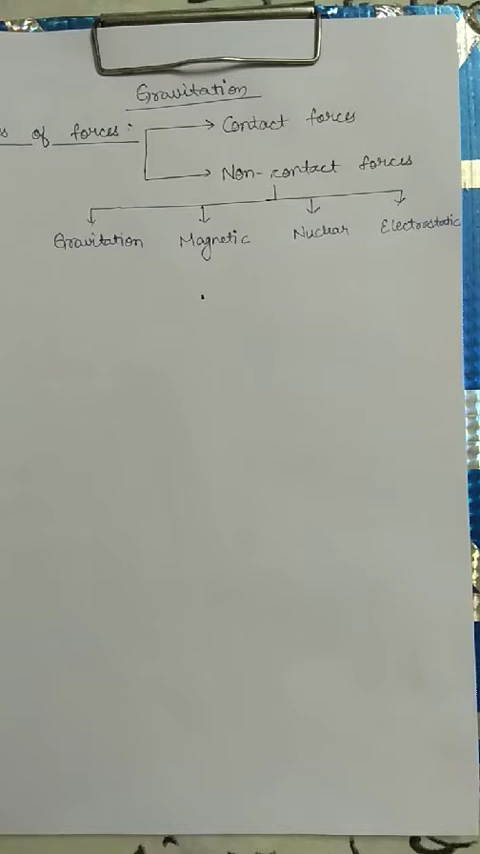 Gravitation
of forces:
Contact forces
Non-contact forces
Gravitation Magnetic Nuclear Electrostatic